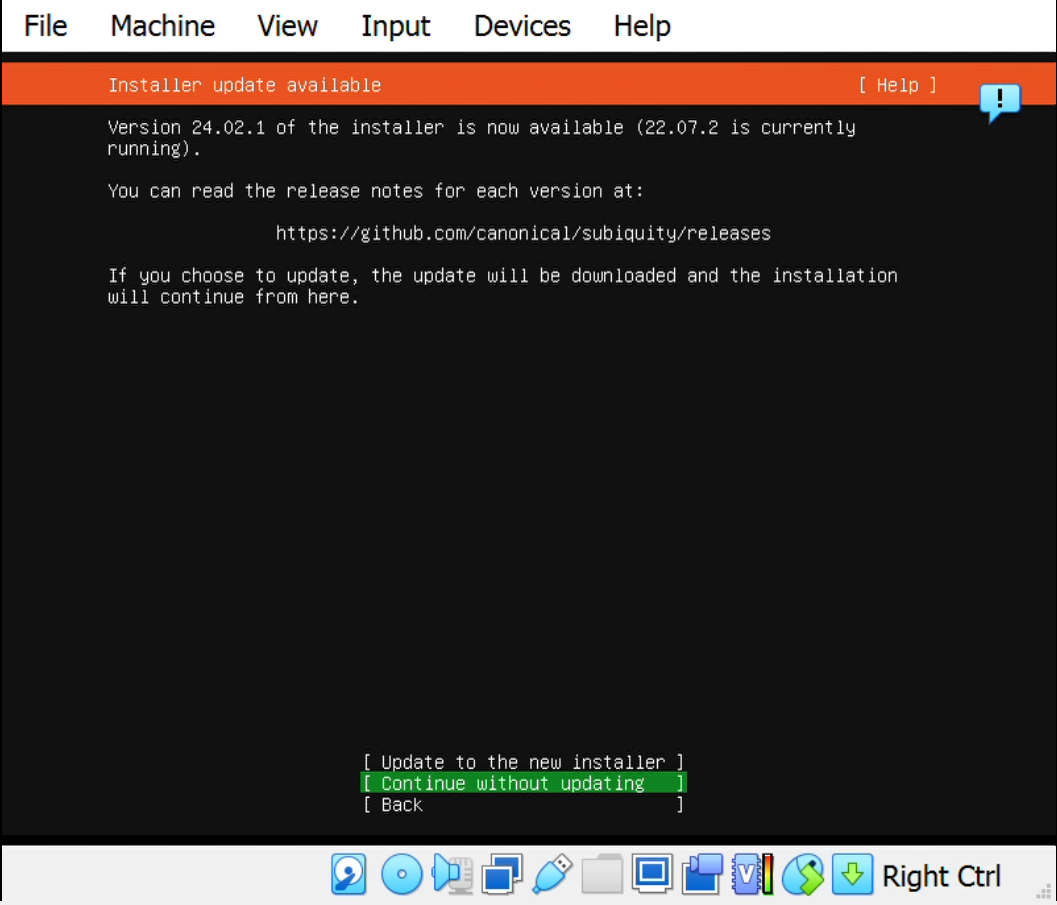 File Machine View Input Devices Help
Installer update available [ Help ]
!
Version 24.02.1 of the installer is now available (22.07.2 is currently
running).
You can read the release notes for each version at:
https://github.com/canonical/subiquity/releases
If you choose to update, the update will be downloaded and the installation
will continue from here.
[ Update to the new installer ]
[ Continue without updating ]
[ Back ]
V
Right Ctrl